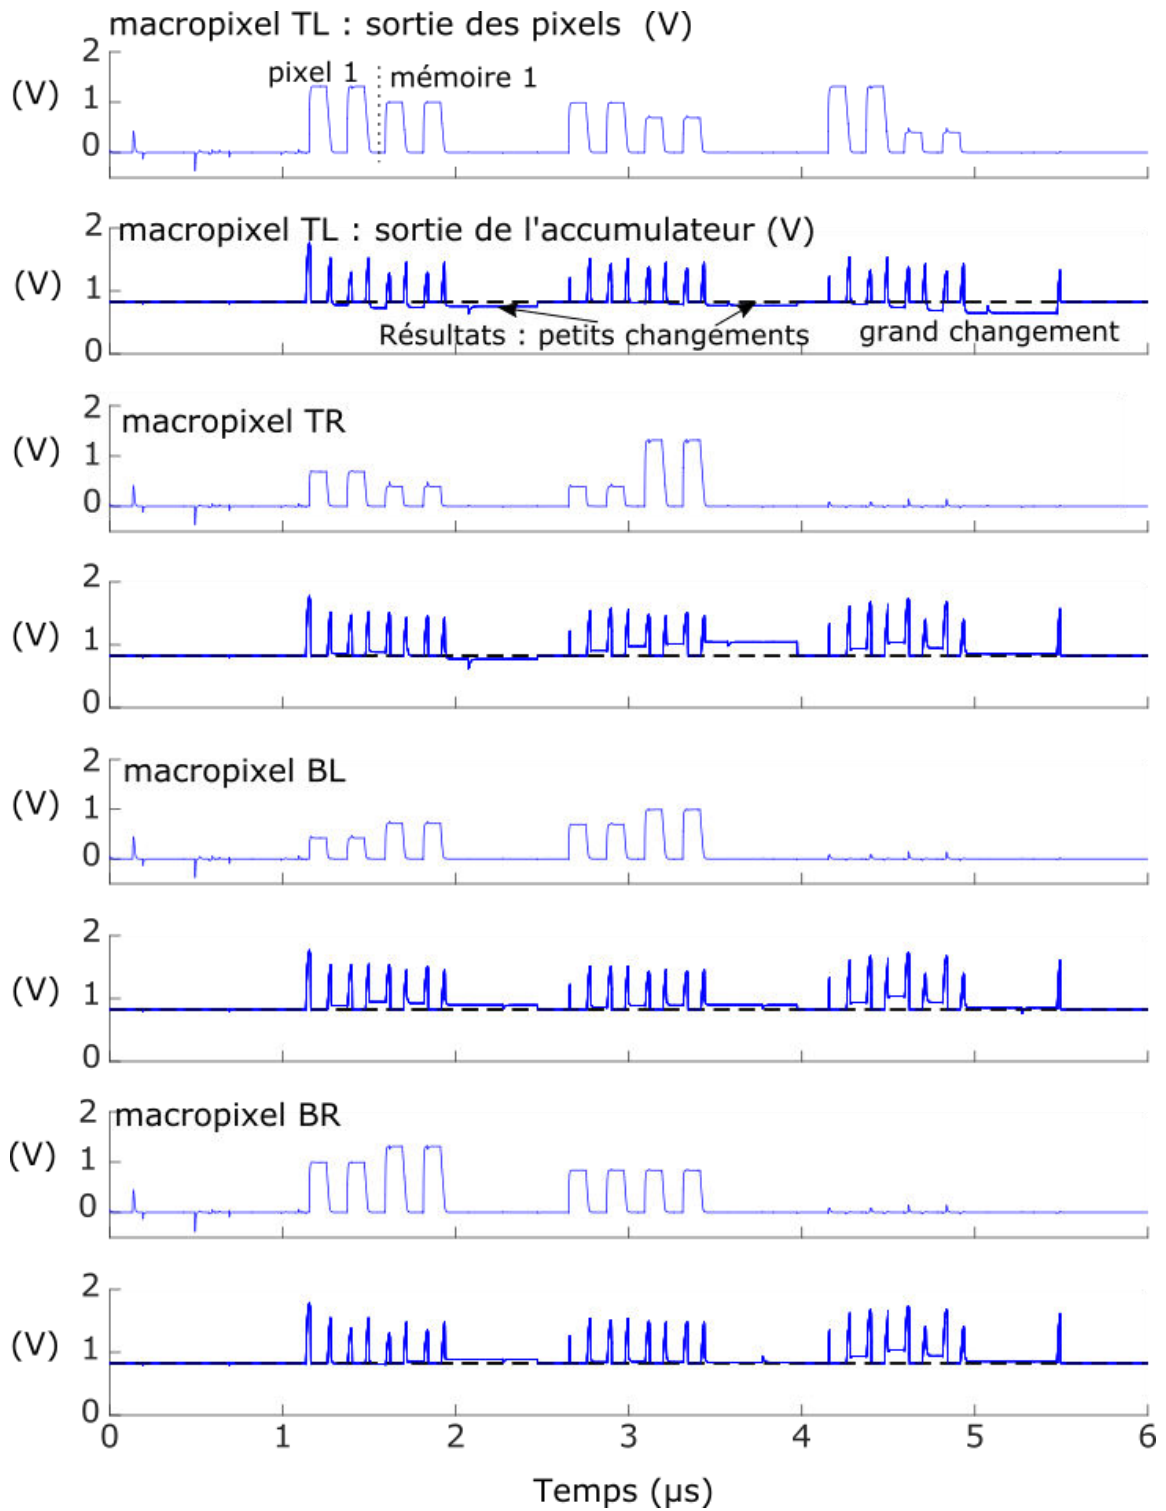 macropixel TL : sortie des pixels (V)
2
pixel 1
mémoire 1
(V)
1
0
2
macropixel TL : sortie de l'accumulateur (V)
(V)
1
Résultats : petits changements
grand changement
0
2
macropixel TR
(V)
1
0
2
(V)
1
0
2
macropixel BL
(V)
1
0
2
(V)
1
0
2
macropixel BR
(V)
1
0
2
(V)
1
0
0 1 2 3 4 5 6
Temps (µs)